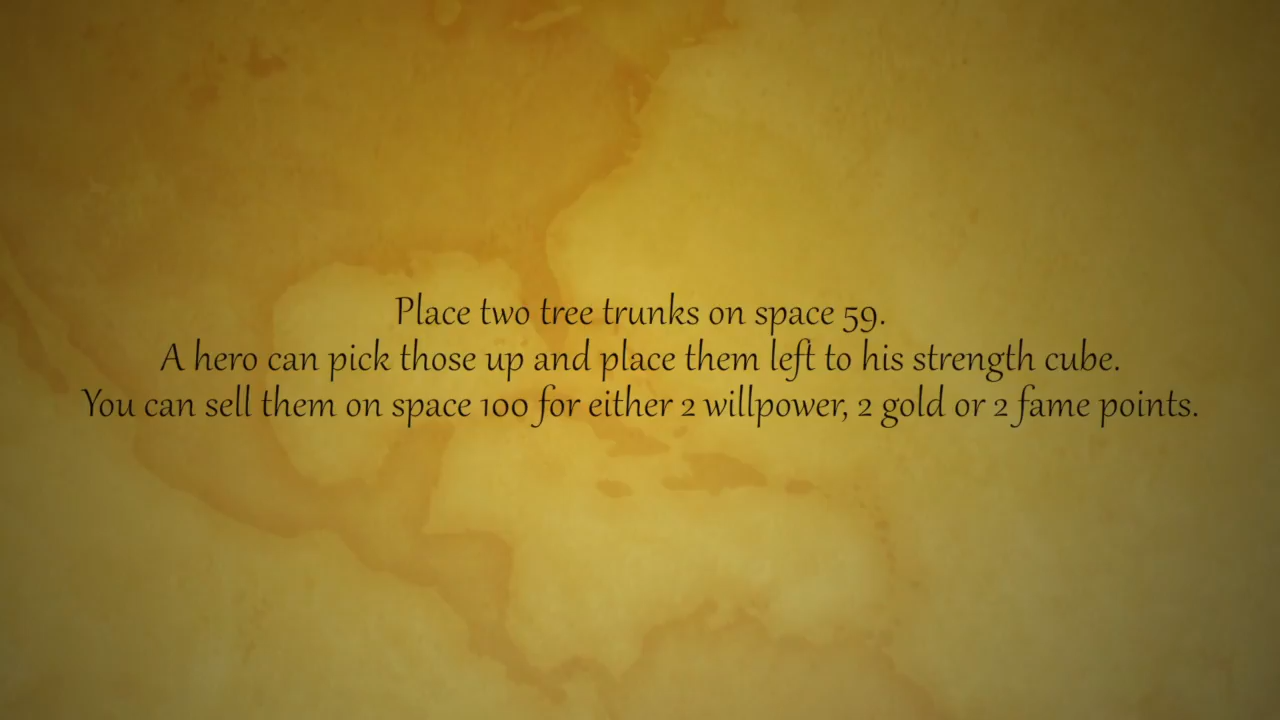 Place two tree trunks on space 59.
A hero can pick those up and place them left to his strength cube.
You can sell them on space 100 for either 2 willpower, 2 gold or 2 fame points.